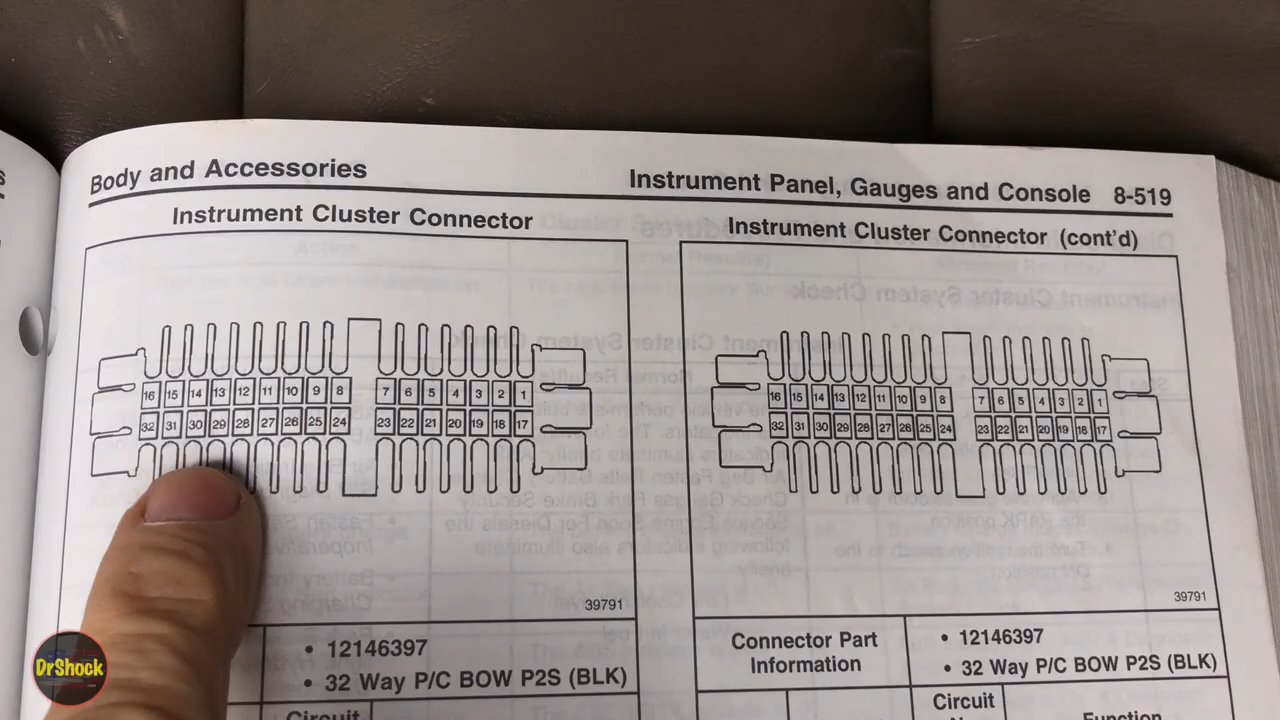 Body and Accessories
Instrument Panel, Gauges and Console 8-519
Instrument Cluster Connector
16 15 14 13 12 11 10 9 8 7 6 5 4 3 2 1
32 31 30 29 28 27 26 25 24 23 22 21 20 19 18 17
39791
• 12146397
• 32 Way P/C BOW P2S (BLK)
Circuit
Instrument Cluster Connector (cont'd)
16 15 14 13 12 11 10 9 8 7 6 5 4 3 2 1
32 31 30 29 28 27 26 25 24 23 22 21 20 19 18 17
39791
Connector Part
Information
• 12146397
• 32 Way P/C BOW P2S (BLK)
Circuit
Function
DrShock